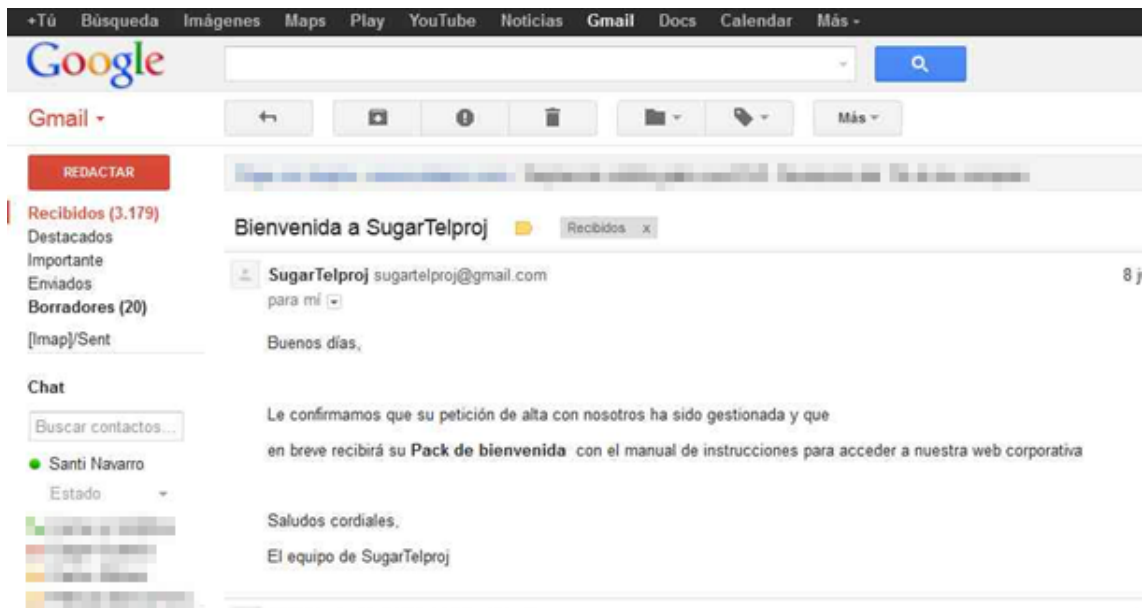 +Tú Búsqueda Imágenes Maps Play YouTube Noticias Gmail Docs Calendar Más
Google
Gmail
Más
REDACTAR
Recibidos (3.179)
Destacados
Importante
Enviados
Borradores (20)
[Imap]/Sent
Chat
Buscar contactos...
Santi Navarro
Estado
Bienvenida a SugarTelproj
Recibidos x
SugarTelproj sugartelproj@gmail.com
8
para mí
Buenos días,
Le confirmamos que su petición de alta con nosotros ha sido gestionada y que
en breve recibirá su Pack de bienvenida con el manual de instrucciones para acceder a nuestra web corporativa
Saludos cordiales,
El equipo de SugarTelproj